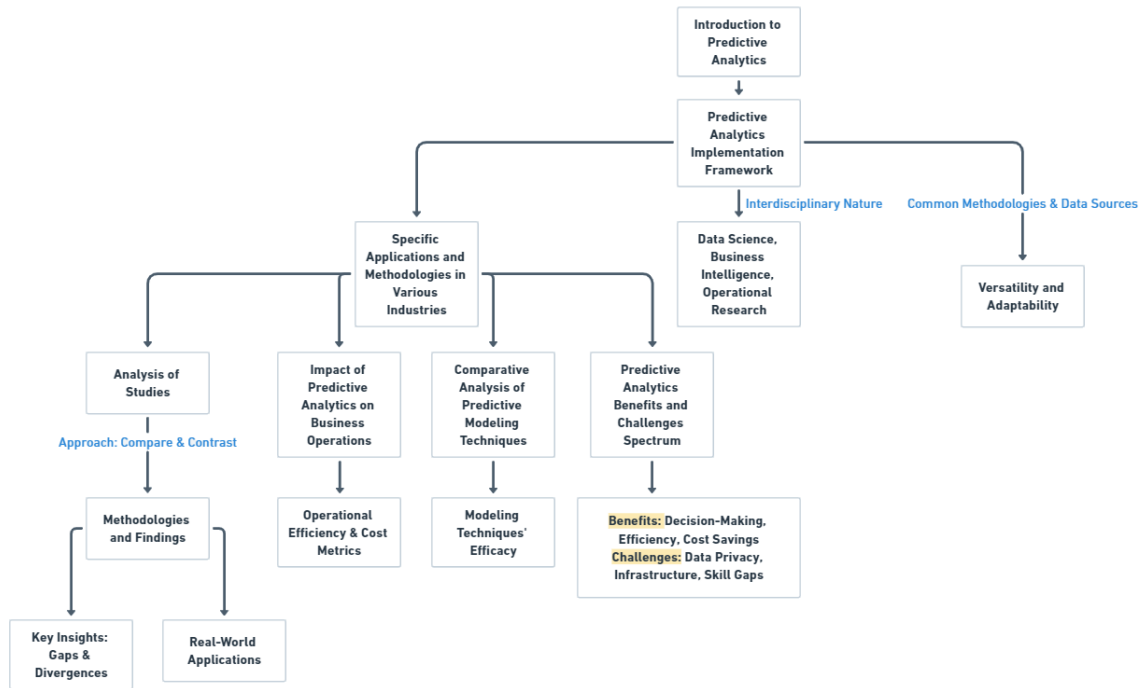 Introduction to
Predictive
Analytics
Predictive
Analytics
Implementation
Framework
Interdisciplinary Nature
Common Methodologies & Data Sources
Specific
Applications and
Methodologies in
Various
Industries
Data Science,
Business
Intelligence,
Operational
Research
Versatility and
Adaptability
Analysis of
Studies
Impact of
Predictive
Analytics on
Business
Operations
Comparative
Analysis of
Predictive
Modeling
Techniques
Predictive
Analytics
Benefits and
Challenges
Spectrum
Approach: Compare & Contrast
Methodologies
and Findings
Operational
Efficiency & Cost
Metrics
Modeling
Techniques'
Efficacy
Benefits: Decision-Making,
Efficiency, Cost Savings
Challenges: Data Privacy,
Infrastructure, Skill Gaps
Key Insights:
Gaps &
Divergences
Real-World
Applications